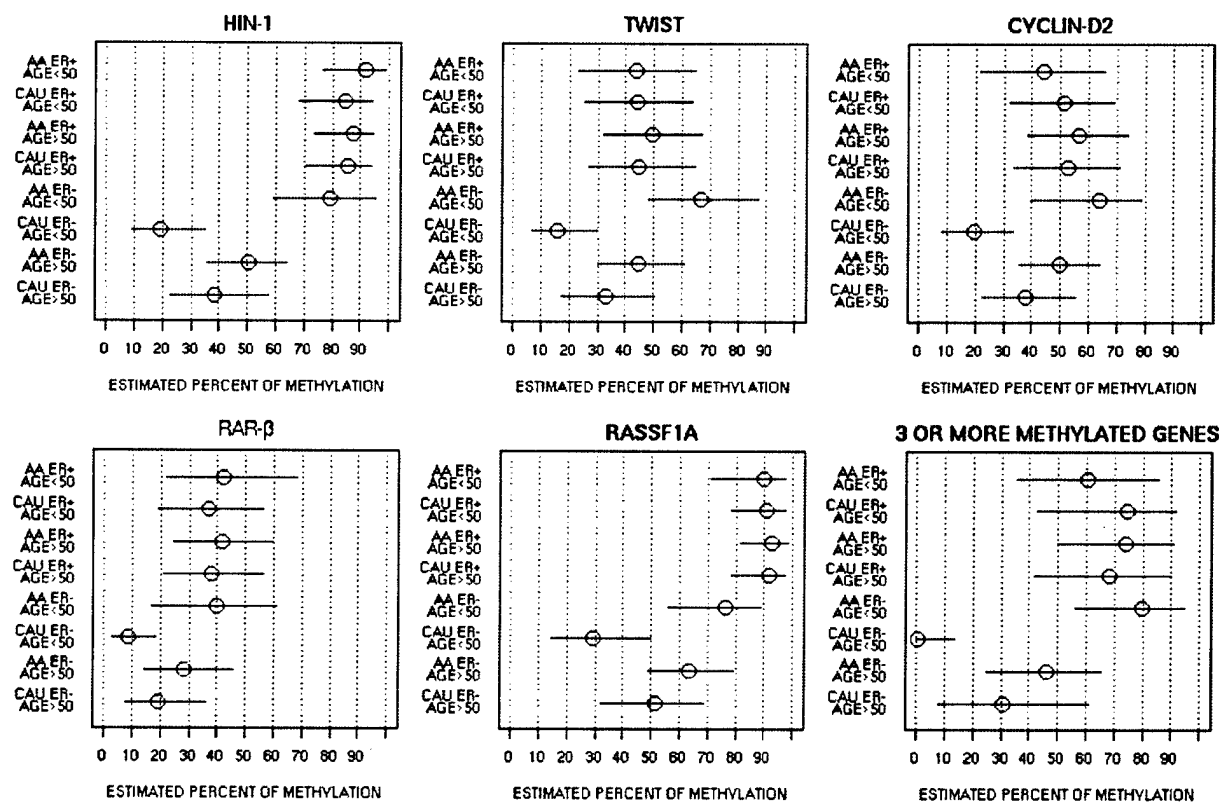 HIN-1
AA ER+
AGE<50
CAU ER+
AGE<50
AA ER+
AGE>50
CAU ER+
AGE>50
AA ER-
AGE<50
CAU ER-
AGE<50
AA ER-
AGE>50
CAU ER-
AGE>50
0 10 20 30 40 50 60 70 80 90
ESTIMATED PERCENT OF METHYLATION
TWIST
AA ER+
AGE<50
CAU ER+
AGE<50
AA ER+
AGE>50
CAU ER+
AGE>50
AA ER-
AGE<50
CAU ER-
AGE<50
AA ER-
AGE>50
CAU ER-
AGE>50
0 10 20 30 40 50 60 70 80 90
ESTIMATED PERCENT OF METHYLATION
CYCLIN-D2
AA ER+
AGE<50
CAU ER+
AGE<50
AA ER+
AGE>50
CAU ER+
AGE>50
AA ER-
AGE<50
CAU ER-
AGE<50
AA ER-
AGE>50
CAU ER-
AGE>50
0 10 20 30 40 50 60 70 80 90
ESTIMATED PERCENT OF METHYLATION
RAR-β
AA ER+
AGE<50
CAU ER+
AGE<50
AA ER+
AGE>50
CAU ER+
AGE>50
AA ER-
AGE<50
CAU ER-
AGE<50
AA ER-
AGE>50
CAU ER-
AGE>50
0 10 20 30 40 50 60 70 80 90
ESTIMATED PERCENT OF METHYLATION
RASSF1A
AA ER+
AGE<50
CAU ER+
AGE<50
AA ER+
AGE>50
CAU ER+
AGE>50
AA ER-
AGE<50
CAU ER-
AGE<50
AA ER-
AGE>50
CAU ER-
AGE>50
0 10 20 30 40 50 60 70 80 90
ESTIMATED PERCENT OF METHYLATION
3 OR MORE METHYLATED GENES
AA ER+
AGE<50
CAU ER+
AGE<50
AA ER+
AGE>50
CAU ER+
AGE>50
AA ER-
AGE<50
CAU ER-
AGE<50
AA ER-
AGE>50
CAU ER-
AGE>50
0 10 20 30 40 50 60 70 80 90
ESTIMATED PERCENT OF METHYLATION